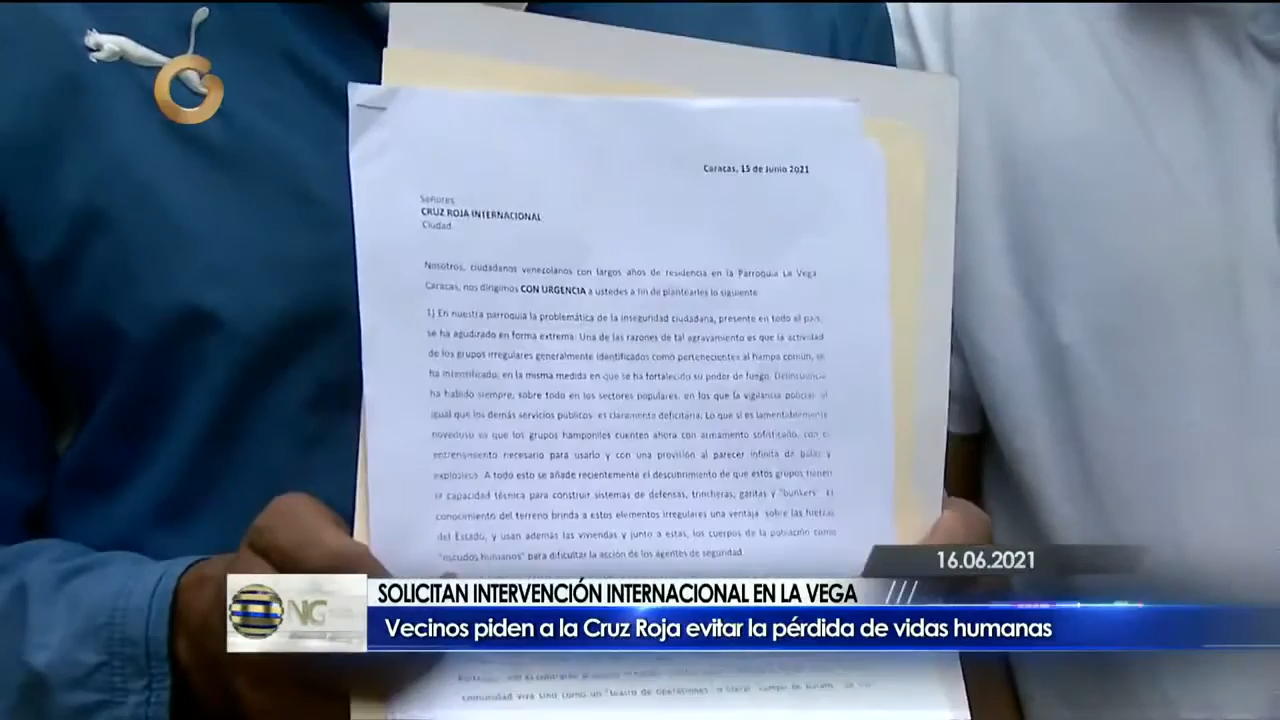 Caracas, 15 de Junio 2021
Señores
CRUZ ROJA INTERNACIONAL
Ciudad
Nosotros, ciudadanos venezolanos con largos años de residencia en la Parroquia La Vega
Caracas, nos dirigimos CON URGENCIA a ustedes a fin de plantearles lo siguiente
1) En nuestra parroquia la problemática de la inseguridad ciudadana, presente en todo el país,
se ha agudizado en forma extrema. Una de las razones de tal agravamiento es que la actividad
de los grupos irregulares generalmente identificados como pertenecientes al hampa común, se
ha intensificado, en la misma medida en que se ha fortalecido su poder de fuego. Delincuencia
ha habido siempre, sobre todo en los sectores populares, en los que la vigilancia policial al
igual que los demás servicios públicos es claramente deficitaria. Lo que si es lamentablemente
novedoso es que los grupos hamponiles cuenten ahora con armamento sofisticado, con el
entrenamiento necesario para usarlo y con una provisión al parecer infinita de balas y
explosivos. A todo esto se añade recientemente el descubrimiento de que estos grupos tienen
la capacidad técnica para construir sistemas de defensas, trincheras, garitas y "bunkers". El
conocimiento del terreno brinda a estos elementos irregulares una ventaja sobre las fuerzas
del Estado, y usan además las viviendas y junto a estas, los cuerpos de la población como
"escudos humanos" para dificultar la acción de los agentes de seguridad.
16.06.2021
NG
SOLICITAN INTERVENCIÓN INTERNACIONAL EN LA VEGA
Vecinos piden a la Cruz Roja evitar la pérdida de vidas humanas
comunidad vive como un "teatro de operaciones"